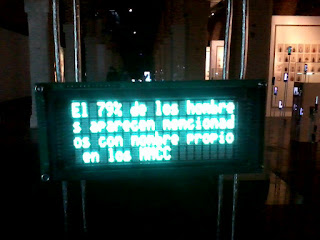 El 79% de los hombre
s aparecen mencionad
os con nombre propio
en los MMCC